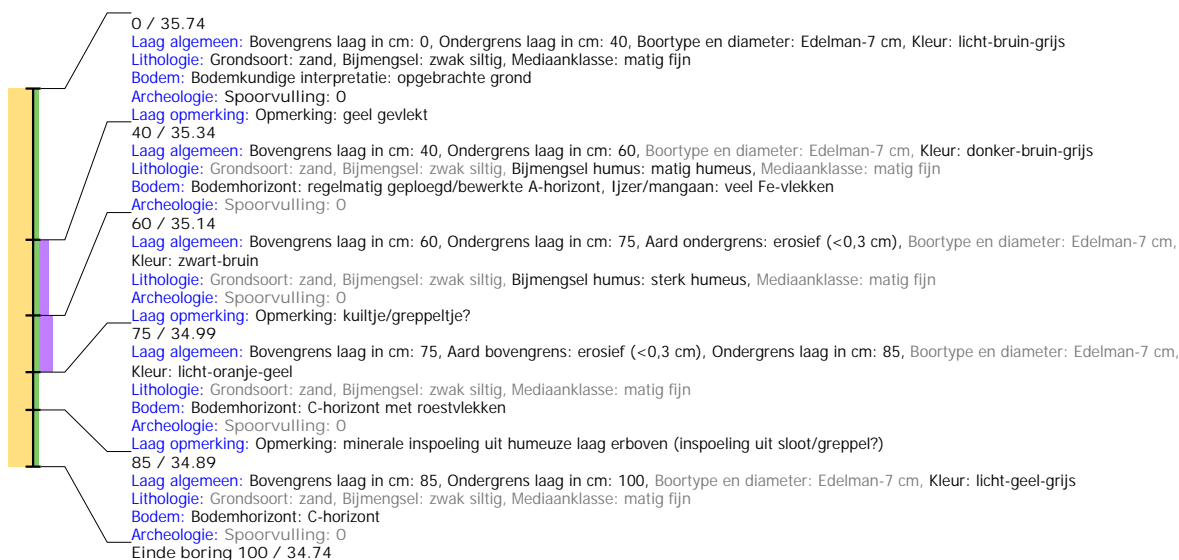 0 / 35.74
Laag algemeen: Bovengrens laag in cm: 0, Ondergrens laag in cm: 40, Boortype en diameter: Edelman-7 cm, Kleur: licht-bruin-grijs
Lithologie: Grondsoort: zand, Bijmengsel: zwak siltig, Mediaanklasse: matig fijn
Bodem: Bodemkundige interpretatie: opgebrachte grond
Archeologie: Spoorvulling: 0
Laag opmerking: Opmerking: geel gevlekt
40 / 35.34
Laag algemeen: Bovengrens laag in cm: 40, Ondergrens laag in cm: 60, Boortype en diameter: Edelman-7 cm, Kleur: donker-bruin-grijs
Lithologie: Grondsoort: zand, Bijmengsel: zwak siltig, Bijmengsel humus: matig humeus, Mediaanklasse: matig fijn
Bodem: Bodemhorizont: regelmatig geploegd/bewerkte A-horizont, Ijzer/mangaan: veel Fe-vlekken
Archeologie: Spoorvulling: 0
60 / 35.14
Laag algemeen: Bovengrens laag in cm: 60, Ondergrens laag in cm: 75, Aard ondergrens: erosief (<0,3 cm), Boortype en diameter: Edelman-7 cm,
Kleur: zwart-bruin
Lithologie: Grondsoort: zand, Bijmengsel: zwak siltig, Bijmengsel humus: sterk humeus, Mediaanklasse: matig fijn
Archeologie: Spoorvulling: 0
Laag opmerking: Opmerking: kuiltje/greppeltje?
75 / 34.99
Laag algemeen: Bovengrens laag in cm: 75, Aard bovengrens: erosief (<0,3 cm), Ondergrens laag in cm: 85, Boortype en diameter: Edelman-7 cm,
Kleur: licht-oranje-geel
Lithologie: Grondsoort: zand, Bijmengsel: zwak siltig, Mediaanklasse: matig fijn
Bodem: Bodemhorizont: C-horizont met roestvlekken
Archeologie: Spoorvulling: 0
Laag opmerking: Opmerking: minerale inspoeling uit humeuze laag erboven (inspoeling uit sloot/greppel?)
85 / 34.89
Laag algemeen: Bovengrens laag in cm: 85, Ondergrens laag in cm: 100, Boortype en diameter: Edelman-7 cm, Kleur: licht-geel-grijs
Lithologie: Grondsoort: zand, Bijmengsel: zwak siltig, Mediaanklasse: matig fijn
Bodem: Bodemhorizont: C-horizont
Archeologie: Spoorvulling: 0
Einde boring 100 / 34.74